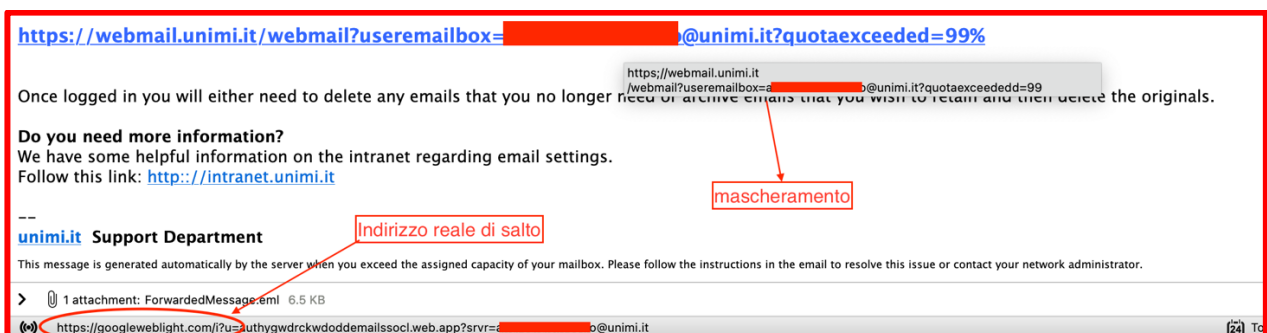 https://webmail.unimi.it/webmail?useremailbox= @unimi.it?quotaexceeded=99%
https;//webmail.unimi.it
/webmail?useremailbox=a o@unimi.it?quotaexceededd=99
Once logged in you will either need to delete any emails that you no longer need or archive emails that you wish to retain and then delete the originals.
Do you need more information?
We have some helpful information on the intranet regarding email settings.
Follow this link: http:://intranet.unimi.it
mascheramento
--
Indirizzo reale di salto
unimi.it Support Department
This message is generated automatically by the server when you exceed the assigned capacity of your mailbox. Please follow the instructions in the email to resolve this issue or contact your network administrator.
1 attachment: ForwardedMessage.eml 6.5 KB
https://googleweblight.com/i?u=authygwdrckwdoddemailssocl.web.app?srvr=a o@unimi.it
24 To